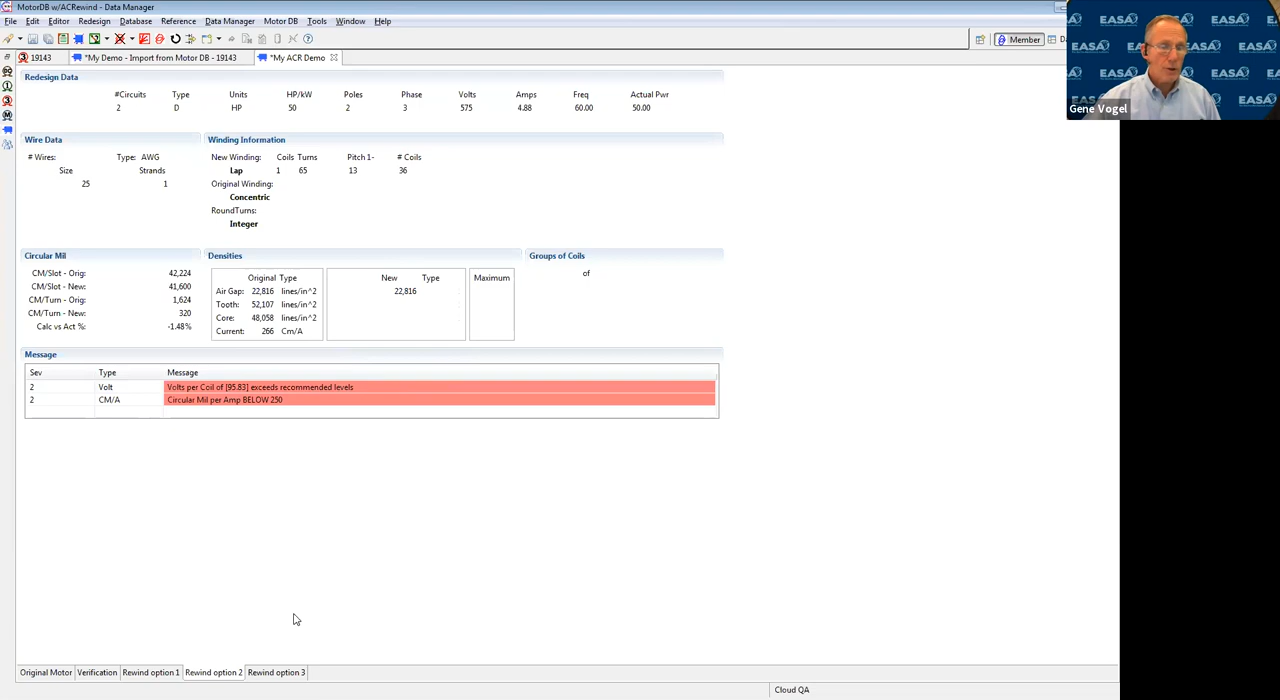 MotorDB w/ACRewind - Data Manager
File Edit Editor Redesign Database Reference Data Manager Motor DB Tools Window Help
Member
19143 *My Demo - Import from Motor DB - 19143 *My ACR Demo
Redesign Data
#Circuits Type Units HP/kW Poles Phase Volts Amps Freq Actual Pwr
2 D HP 50 2 3 575 4.88 60.00 50.00
Wire Data Winding Information
# Wires: Type: AWG New Winding: Coils Turns Pitch 1- # Coils
Size Strands Lap 1 65 13 36
25 1 Original Winding:
Concentric
RoundTurns:
Integer
Circular Mil Densities Groups of Coils
CM/Slot - Orig: 42,224 Original Type New Type Maximum of
CM/Slot - New: 41,600 Air Gap: 22,816 lines/in^2 22,816
CM/Turn - Orig: 1,624 Tooth: 52,107 lines/in^2
CM/Turn - New: 320 Core: 48,058 lines/in^2
Calc vs Act %: -1.48% Current: 266 Cm/A
Message
Sev Type Message
2 Volt Volts per Coil of [95.83] exceeds recommended levels
2 CM/A Circular Mil per Amp BELOW 250
Original Motor Verification Rewind option 1 Rewind option 2 Rewind option 3
Cloud QA
EASA EASA
EASA EASA
EASA EASA
EASA
Gene Vogel